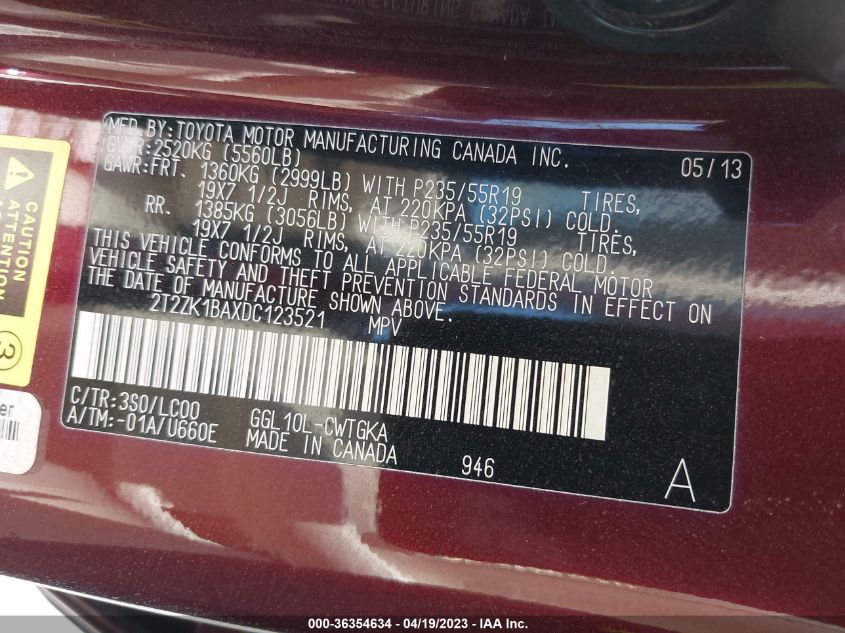 MFD BY: TOYOTA MOTOR MANUFACTURING CANADA INC. 05/13
GVWR: 2520KG (5560LB)
GAWR: FRT. 1360KG (2999LB) WITH P235/55R19 TIRES,
19X7 1/2J RIMS, AT 220KPA (32PSI) COLD.
RR. 1385KG (3056LB) WITH P235/55R19 TIRES,
19X7 1/2J RIMS, AT 220KPA (32PSI) COLD.
THIS VEHICLE CONFORMS TO ALL APPLICABLE FEDERAL MOTOR
VEHICLE SAFETY AND THEFT PREVENTION STANDARDS IN EFFECT ON
THE DATE OF MANUFACTURE SHOWN ABOVE.
2T2ZK1BAXDC123521 MPV
C/TR: 3S0/LC00 GGL10L-CWTGKA
A/TM: -01A/U660E MADE IN CANADA
946 A
CAUTION
ATTENTION
3
er
000-36354634 - 04/19/2023 - IAA Inc.